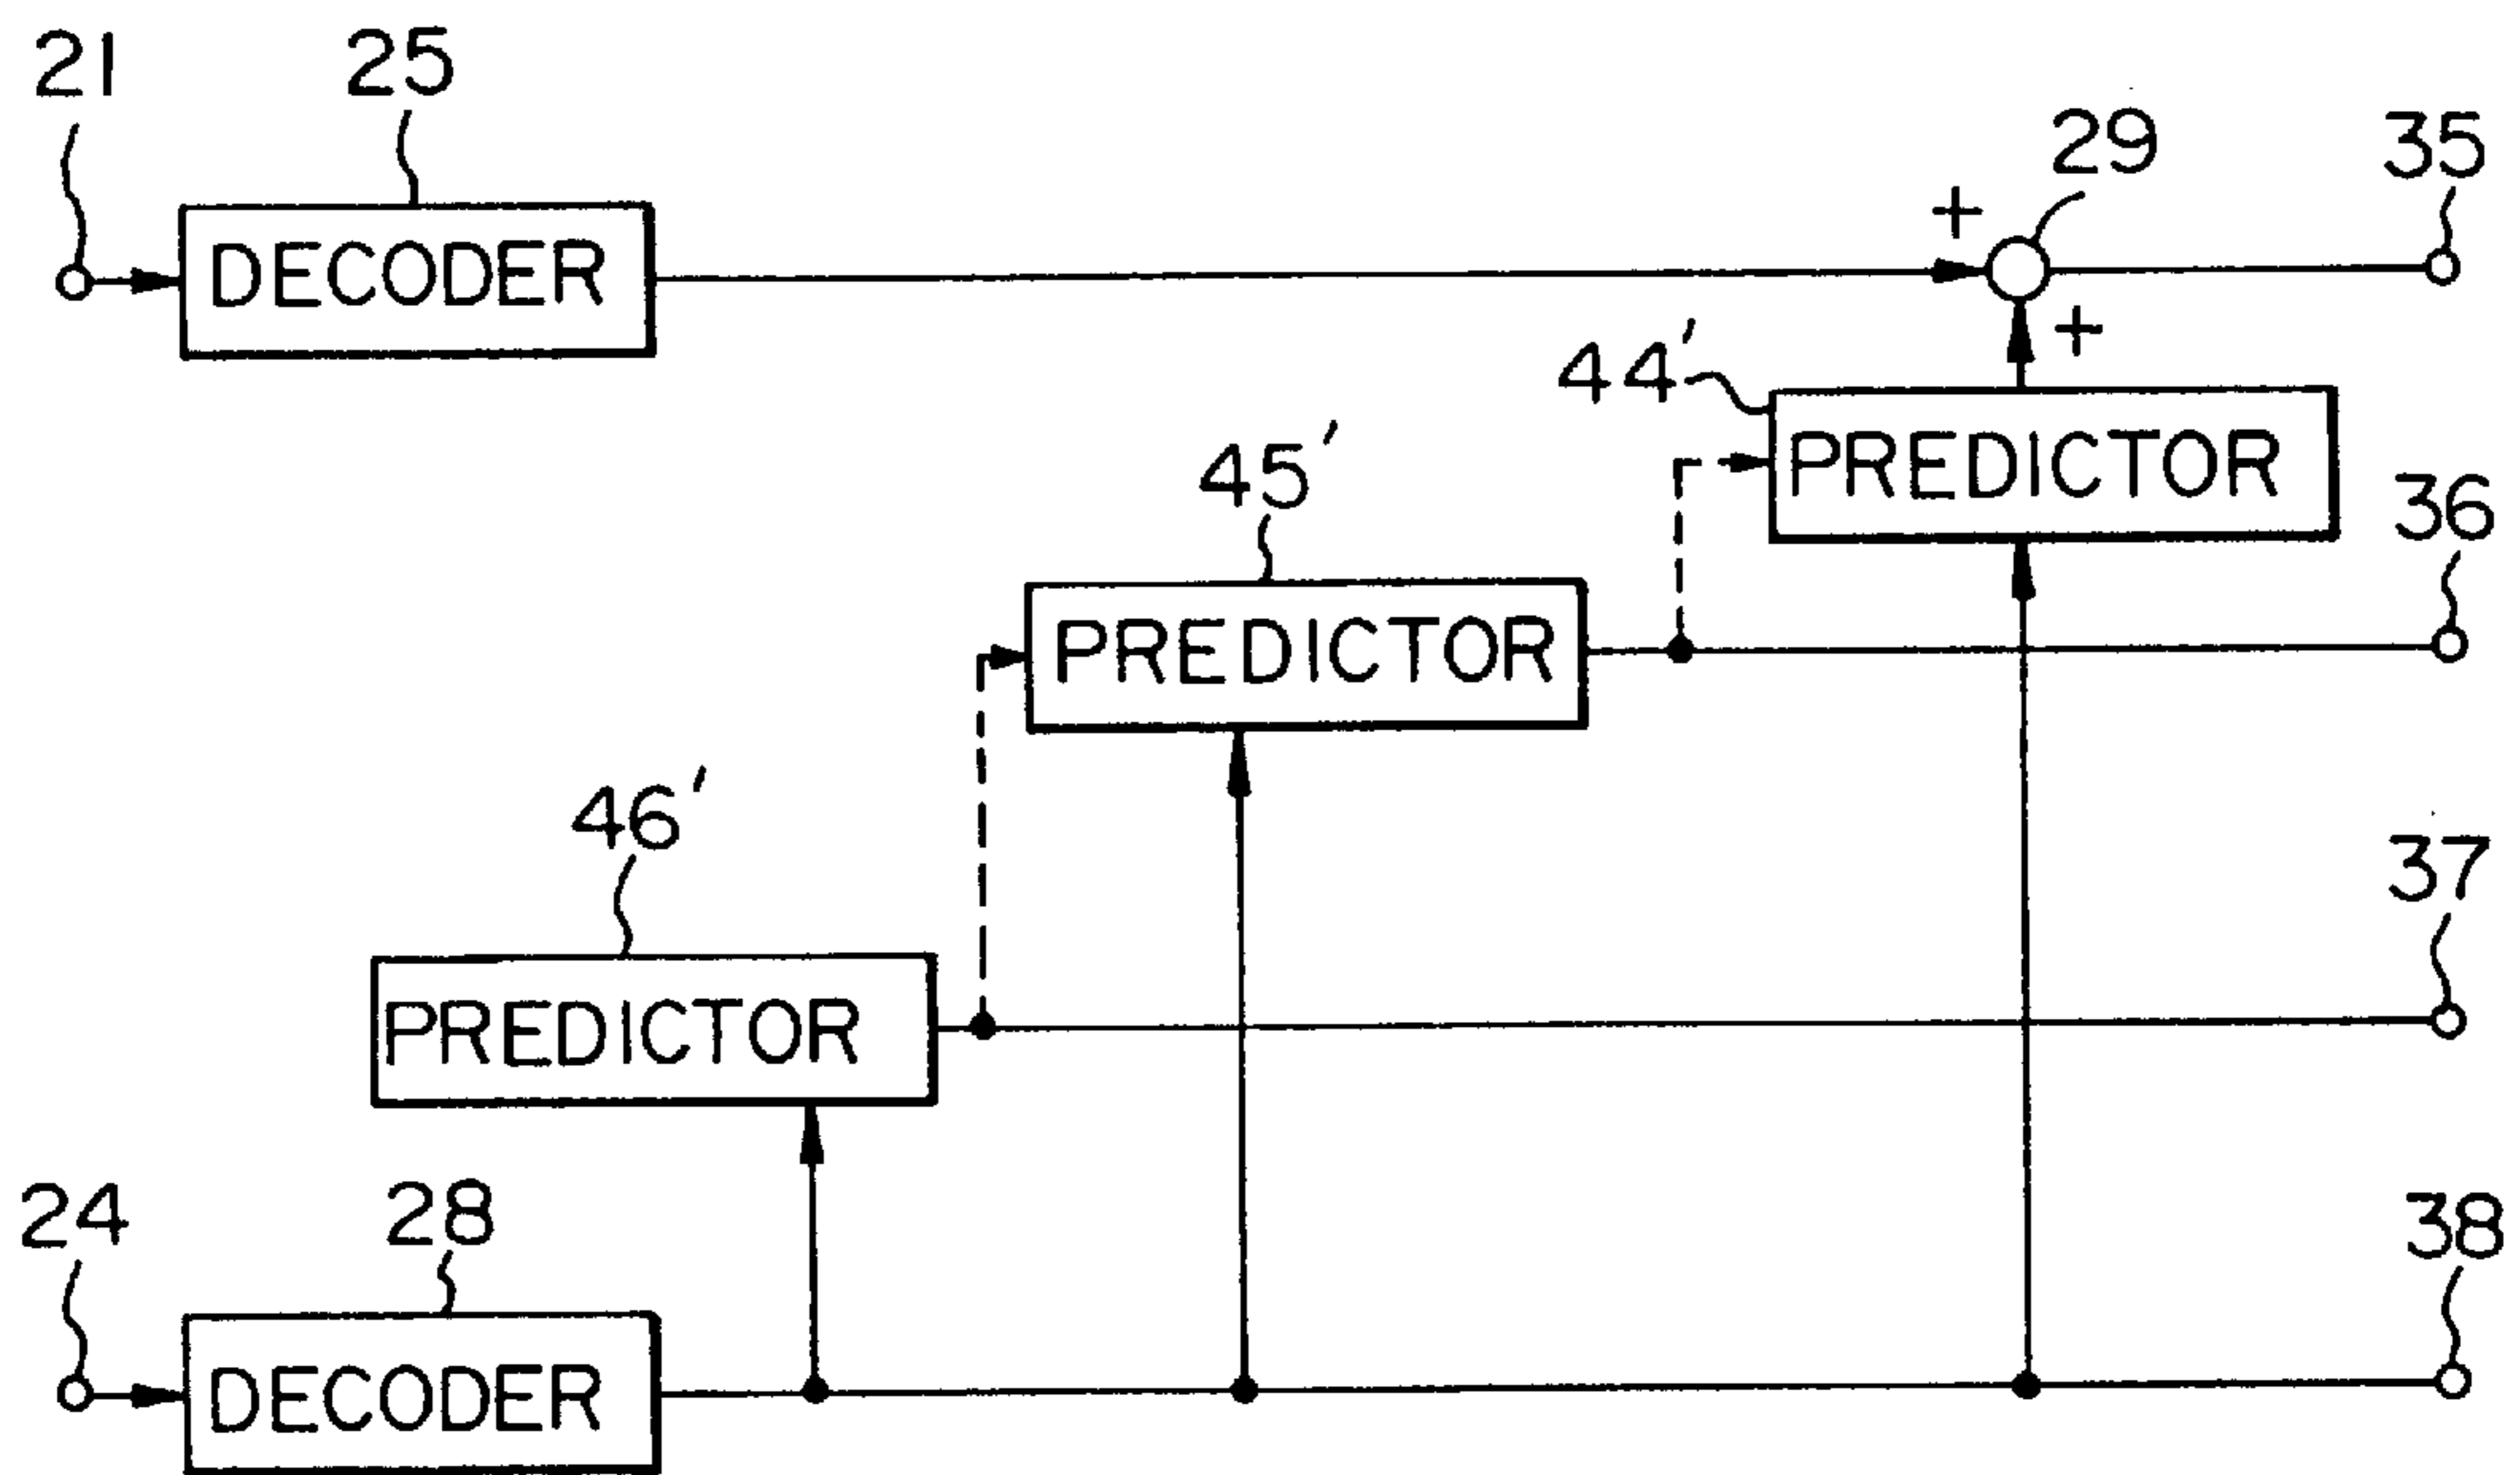 21
25
29
35
+
DECODER
+
44'
PREDICTOR
45'
36
PREDICTOR
46'
37
PREDICTOR
24
28
38
DECODER